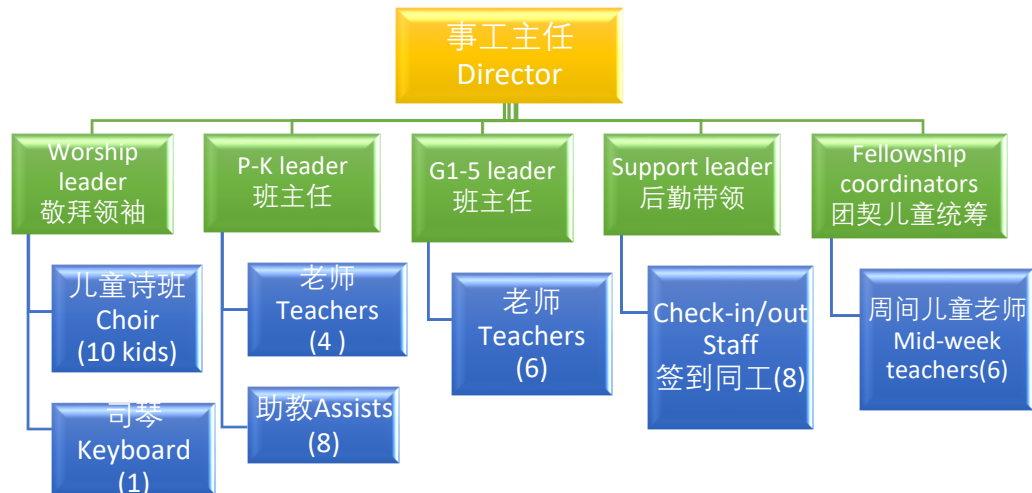 事工主任
Director
Worship
leader
敬拜领袖
P-K leader
班主任
G1-5 leader
班主任
Support leader
后勤带领
Fellowship
coordinators
团契儿童统筹
儿童诗班
Choir
(10 kids)
司琴
Keyboard
(1)
老师
Teachers
(4 )
助教Assists
(8)
老师
Teachers
(6)
Check-in/out
Staff
签到同工(8)
周间儿童老师
Mid-week
teachers(6)